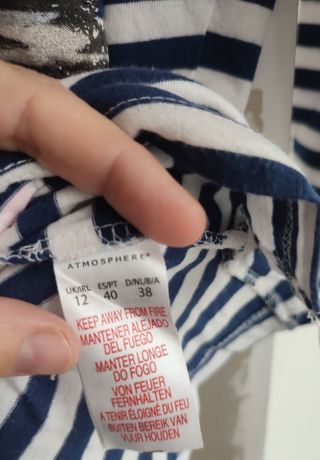 ATMOSPHERE®
UK/IRL ES/PT D/NL/B/A
12 40 38
KEEP AWAY FROM FIRE
MANTENER ALEJADO
DEL FUEGO
MANTER LONGE
DO FOGO
VON FEUER
FERNHALTEN
A TENIR ÉLOIGNÉ DU FEU
BUITEN BEREIK VAN
VUUR HOUDEN